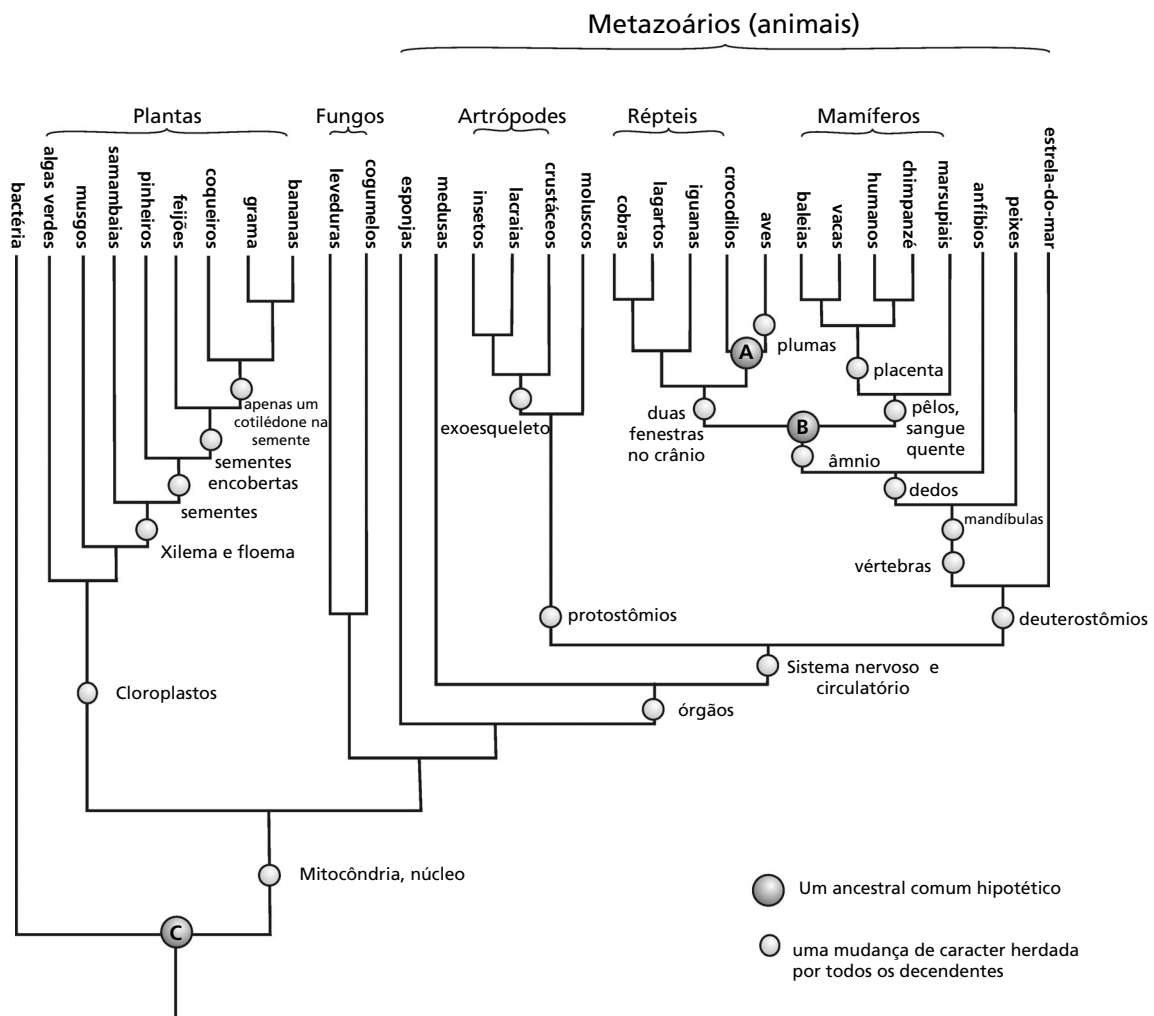 Metazoários (animais)
Plantas
Fungos
Artrópodes
Répteis
Mamíferos
bactéria
algas verdes
musgos
samambaias
pinheiros
feijões
coqueiros
grama
bananas
leveduras
cogumelos
esponjas
medusas
insetos
lacraias
crustáceos
moluscos
cobras
lagartos
iguanas
crocodilos
aves
baleias
vacas
humanos
chimpanzé
marsupiais
anfíbios
peixes
estrela-do-mar
A
plumas
placenta
apenas um
cotilédone na
semente
exoesqueleto
duas
fenestras
no crânio
B
pêlos,
sangue
quente
sementes
encobertas
âmnio
dedos
sementes
mandíbulas
Xilema e floema
vértebras
protostômios
deuterostômios
Sistema nervoso e
circulatório
Cloroplastos
órgãos
Mitocôndria, núcleo
C
Um ancestral comum hipotético
uma mudança de caracter herdada
por todos os decendentes